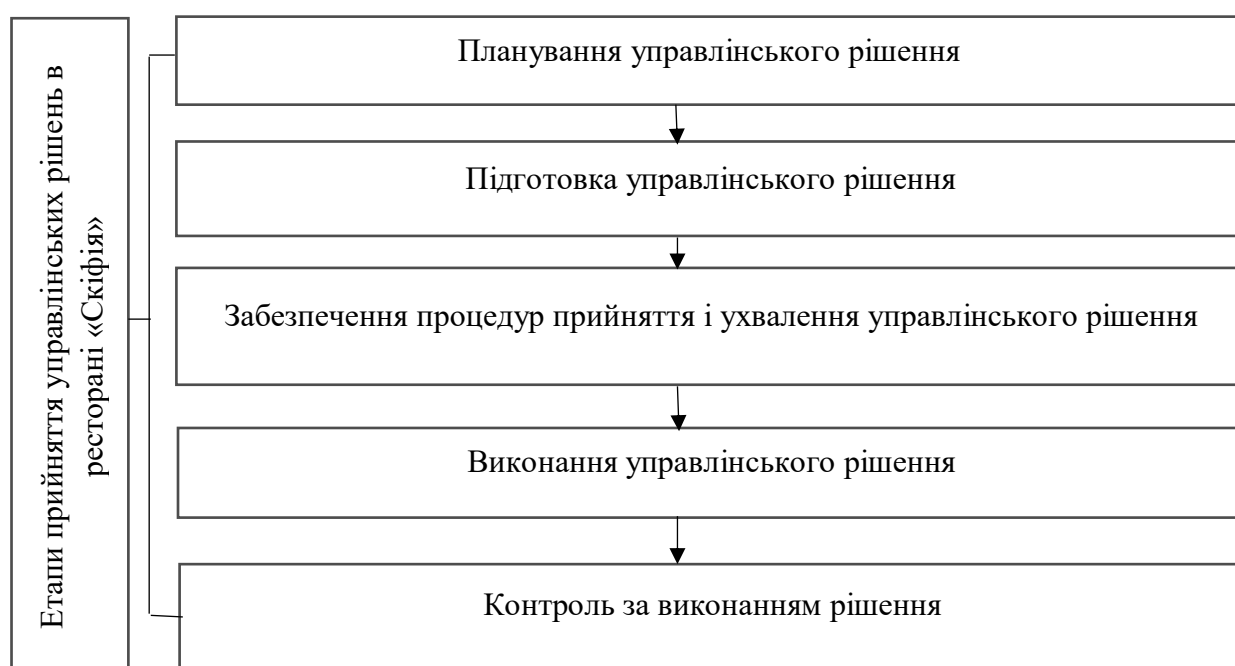 Етапи прийняття управлінських рішень в
ресторані «Скіфія»
Планування управлінського рішення
Підготовка управлінського рішення
Забезпечення процедур прийняття і ухвалення управлінського рішення
Виконання управлінського рішення
Контроль за виконанням рішення